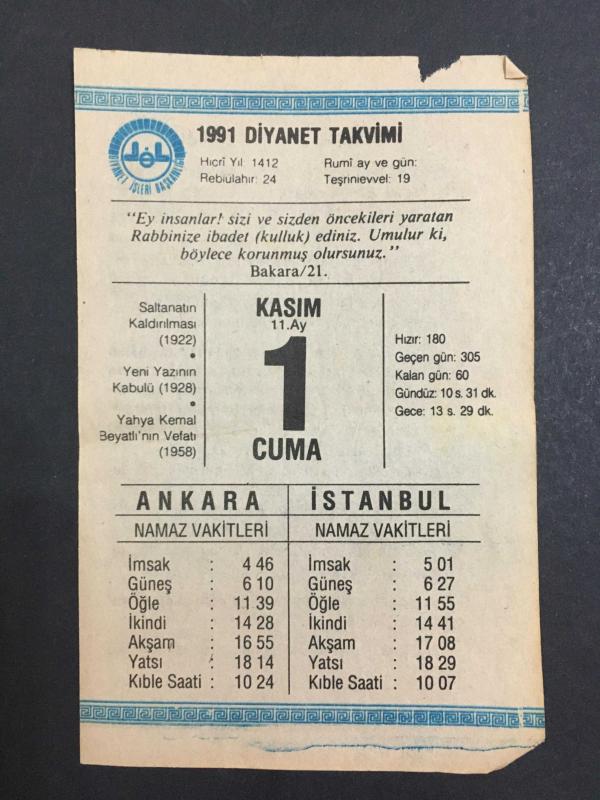 DİYANET İŞLERİ BAŞKANLIĞI
1991 DİYANET TAKVİMİ
Hicrî Yıl: 1412
Rebiülahir: 24
Rumî ay ve gün:
Teşrinievvel: 19
"Ey insanlar! sizi ve sizden öncekileri yaratan
Rabbinize ibadet (kulluk) ediniz. Umulur ki,
böylece korunmuş olursunuz."
Bakara/21.
Saltanatın
Kaldırılması
(1922)
•
Yeni Yazının
Kabulü (1928)
•
Yahya Kemal
Beyatlı'nın Vefatı
(1958)
KASIM
11.Ay
1
CUMA
Hızır: 180
Geçen gün: 305
Kalan gün: 60
Gündüz: 10 s. 31 dk.
Gece: 13 s. 29 dk.
ANKARA
NAMAZ VAKİTLERİ
İmsak : 4 46
Güneş : 6 10
Öğle : 11 39
İkindi : 14 28
Akşam : 16 55
Yatsı : 18 14
Kıble Saati : 10 24
İSTANBUL
NAMAZ VAKİTLERİ
İmsak : 5 01
Güneş : 6 27
Öğle : 11 55
İkindi : 14 41
Akşam : 17 08
Yatsı : 18 29
Kıble Saati : 10 07